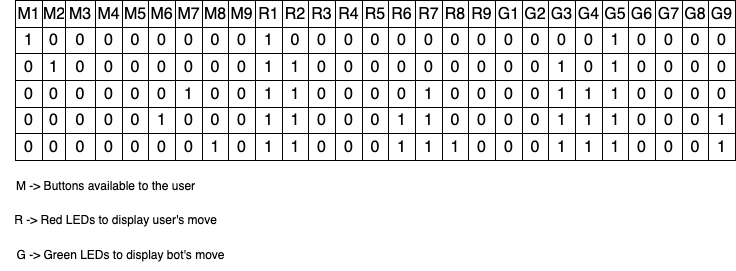 M1 M2 M3 M4 M5 M6 M7 M8 M9 R1 R2 R3 R4 R5 R6 R7 R8 R9 G1 G2 G3 G4 G5 G6 G7 G8 G9
1 0 0 0 0 0 0 0 0 1 0 0 0 0 0 0 0 0 0 0 0 0 1 0 0 0 0
0 1 0 0 0 0 0 0 0 1 1 0 0 0 0 0 0 0 0 0 1 0 1 0 0 0 0
0 0 0 0 0 0 1 0 0 1 1 0 0 0 0 1 0 0 0 0 1 1 1 0 0 0 0
0 0 0 0 0 1 0 0 0 1 1 0 0 0 1 1 0 0 0 0 1 1 1 0 0 0 1
0 0 0 0 0 0 0 1 0 1 1 0 0 0 1 1 1 0 0 0 1 1 1 0 0 0 1
M -> Buttons available to the user
R -> Red LEDs to display user's move
G -> Green LEDs to display bot's move